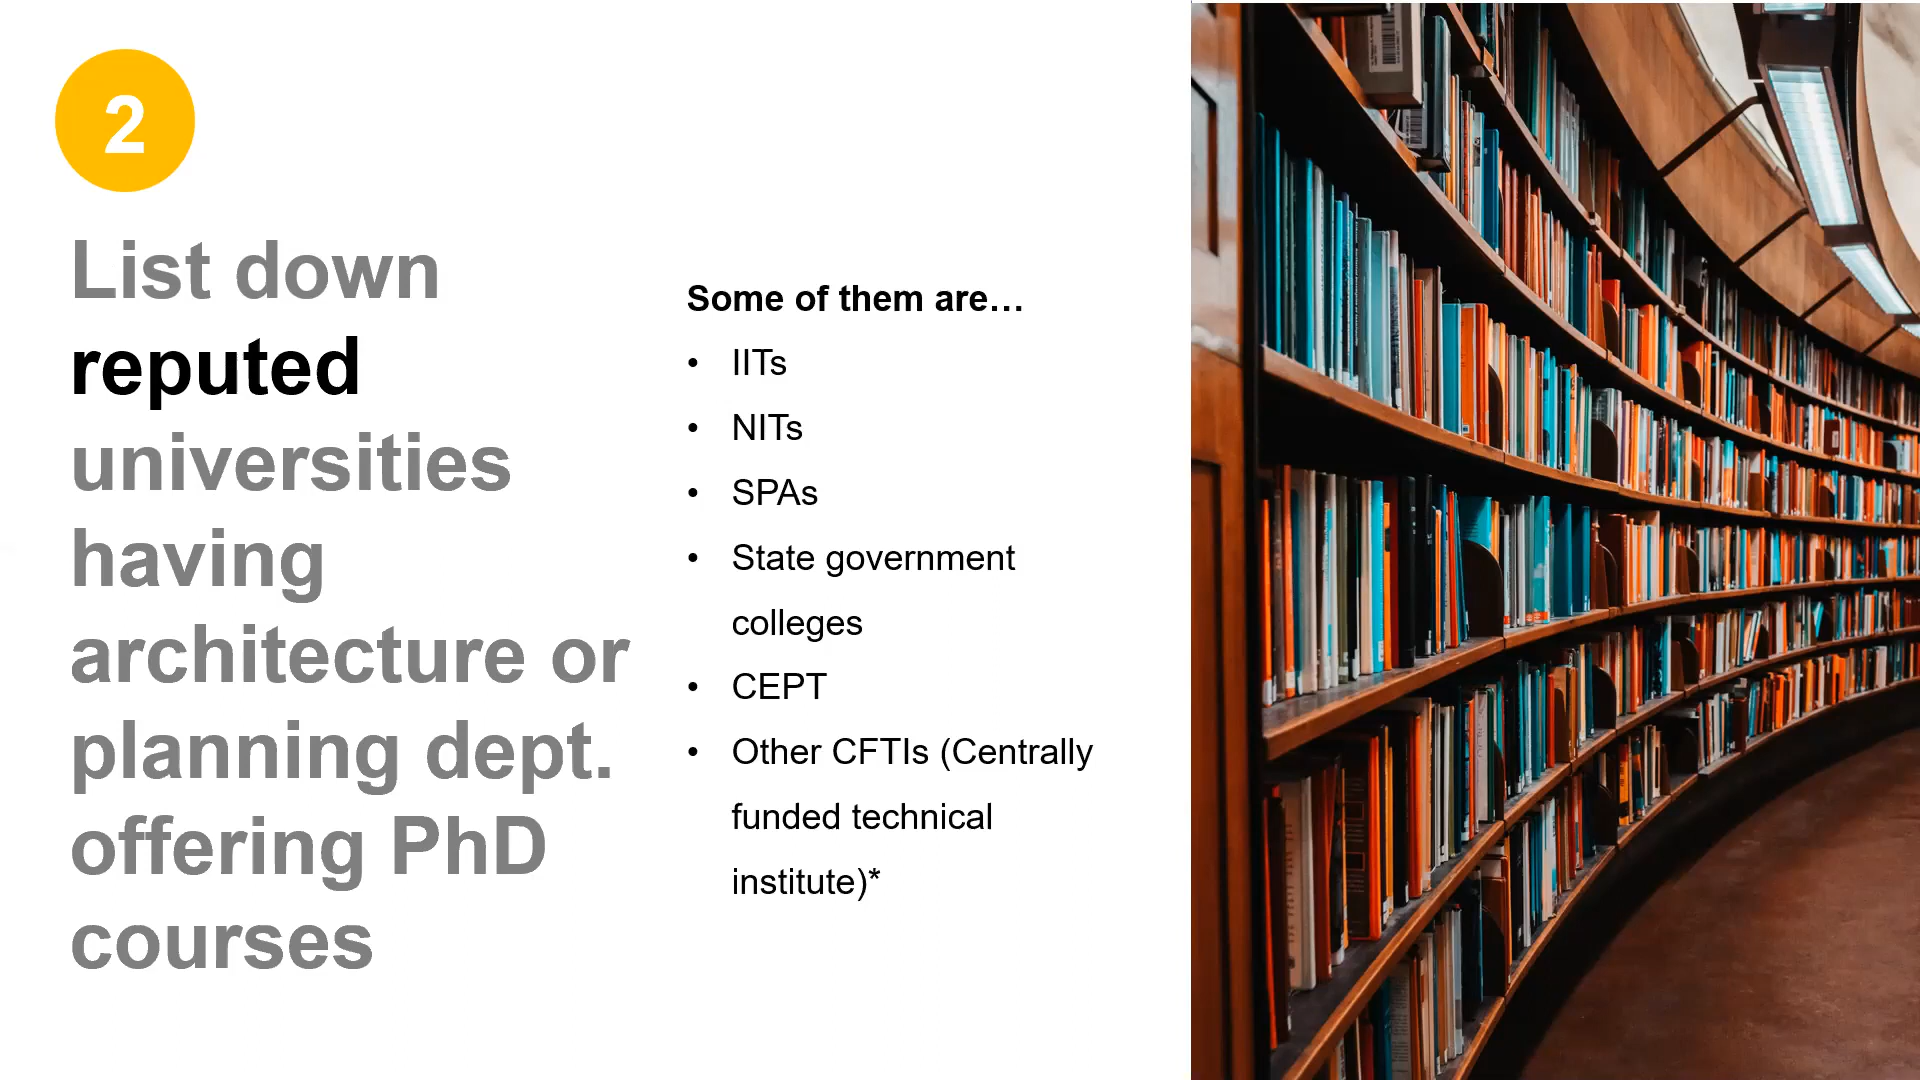 2
List down
reputed
universities
having
architecture or
planning dept.
offering PhD
courses
Some of them are…
• IITs
• NITs
• SPAs
• State government
colleges
• CEPT
• Other CFTIs (Centrally
funded technical
institute)*